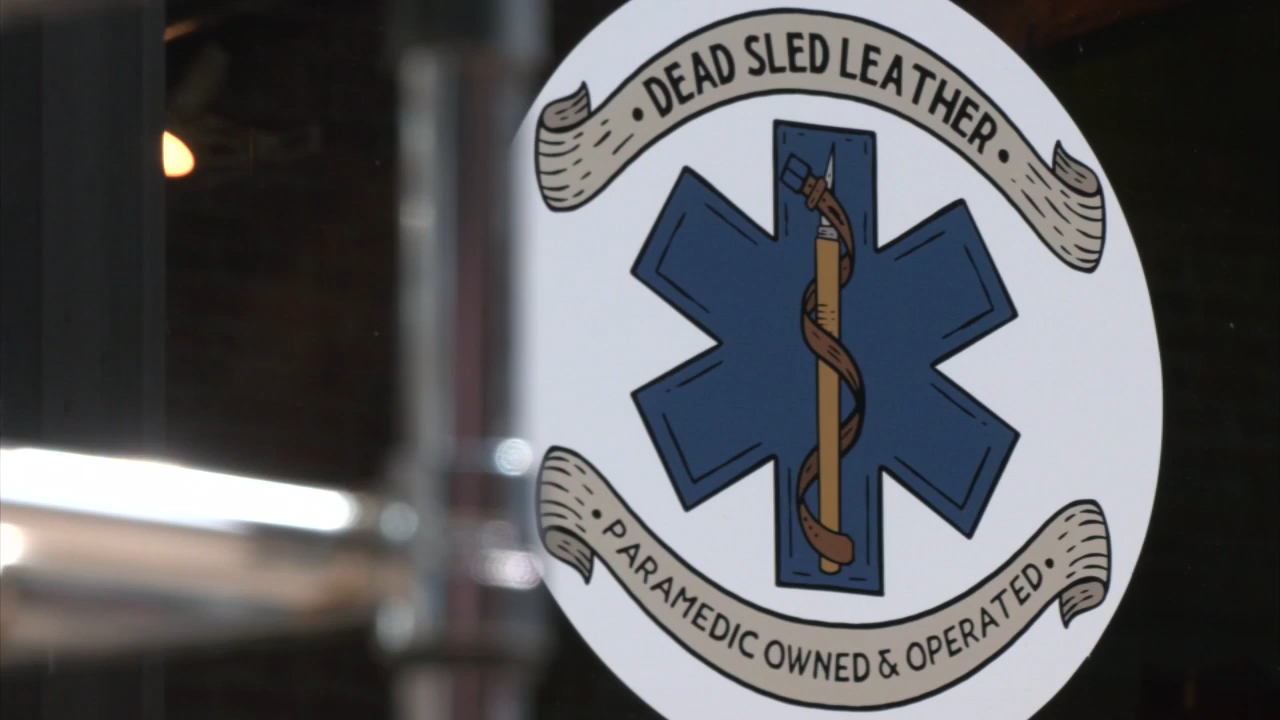 • DEAD SLED LEATHER •
• PARAMEDIC OWNED & OPERATED •